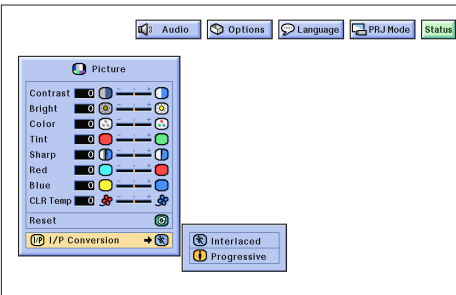 Audio Options Language PRJ Mode Status
Picture
Contrast 0
Bright 0
Color 0
Tint 0
Sharp 0
Red 0
Blue 0
CLR Temp 0
Reset
I/P I/P Conversion
Interlaced
Progressive